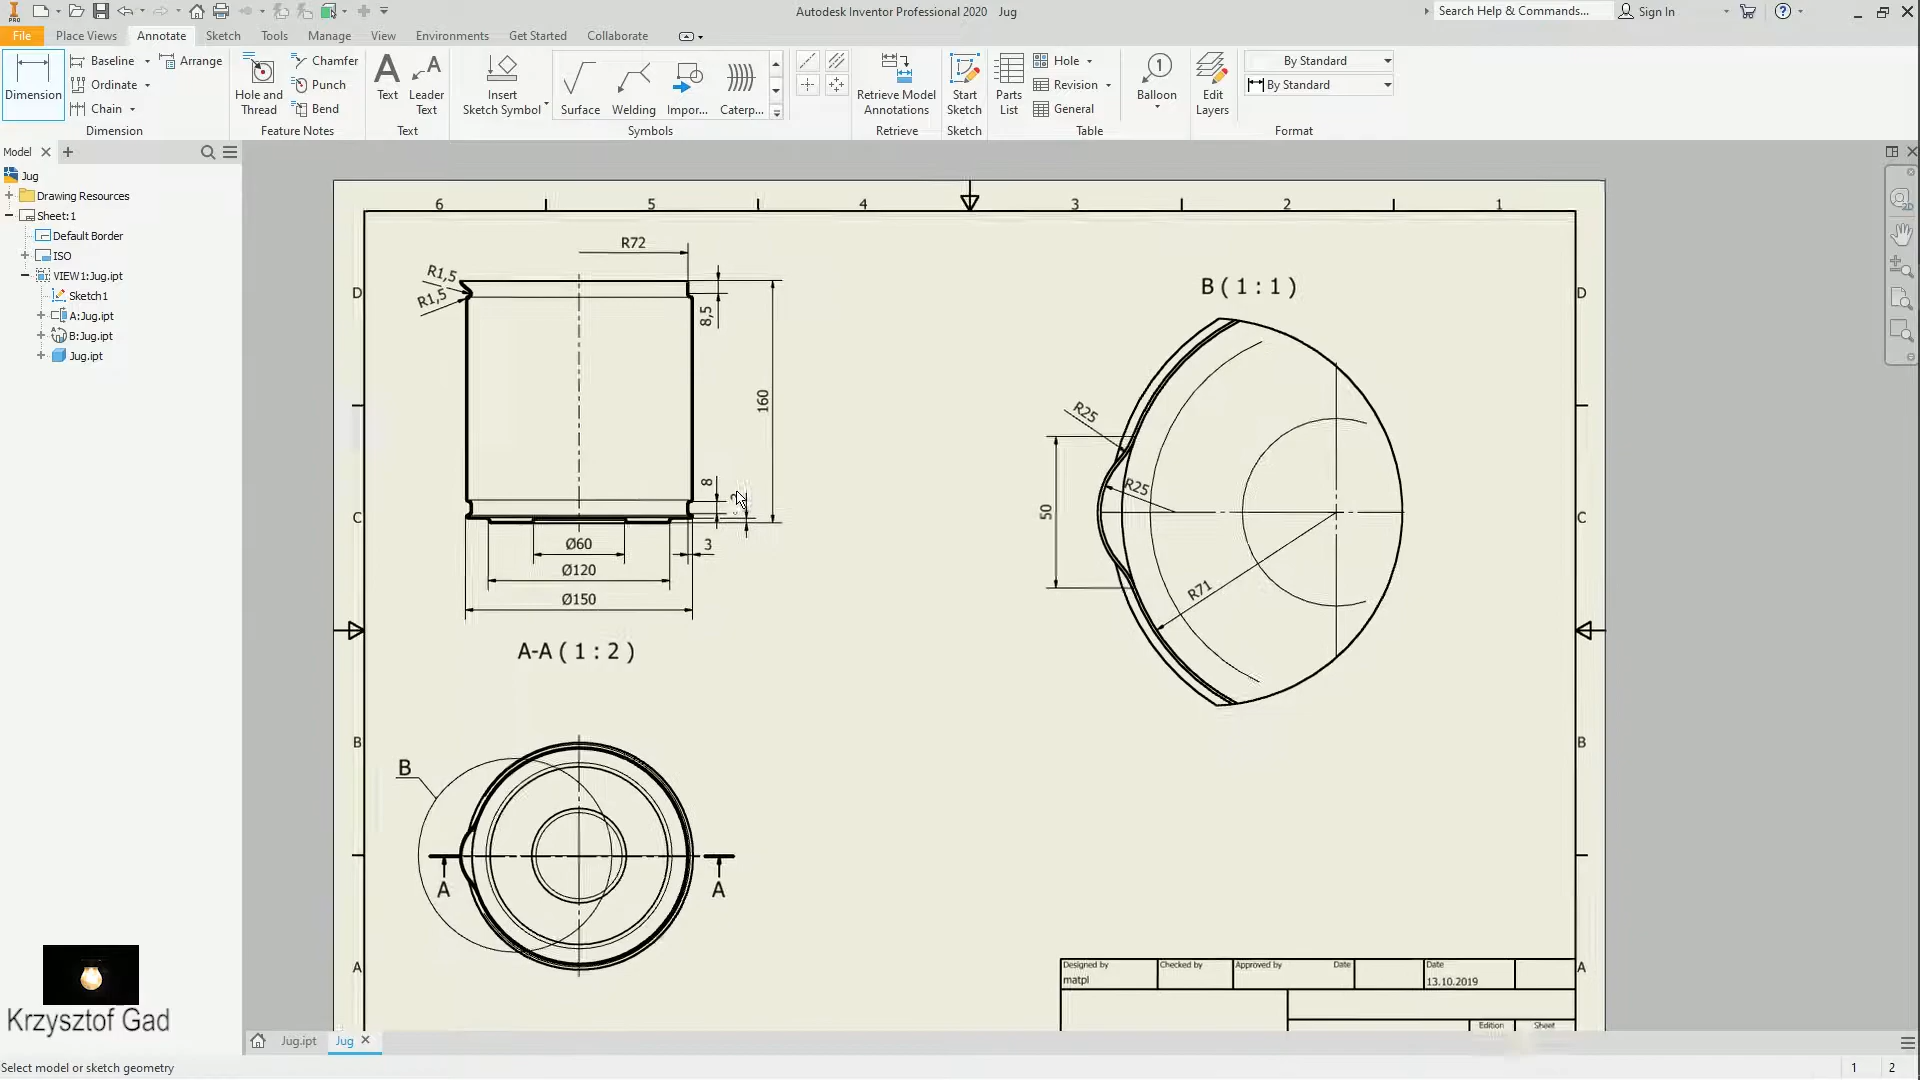 Autodesk Inventor Professional 2020 Jug
Search Help & Commands...
Sign In
PRO
File
Place Views
Annotate
Sketch
Tools
Manage
View
Environments
Get Started
Collaborate
Dimension
Baseline
Ordinate
Chain
Arrange
Dimension
Hole and Thread
Chamfer
Punch
Bend
Feature Notes
Text
Leader Text
Text
Insert Sketch Symbol
Surface
Welding
Impor...
Caterp...
Symbols
Retrieve Model Annotations
Retrieve
Start Sketch
Sketch
Parts List
Hole
Revision
General
Table
Balloon
Edit Layers
By Standard
By Standard
Format
Model
Jug
Drawing Resources
Sheet:1
Default Border
ISO
VIEW1:Jug.ipt
Sketch1
A:Jug.ipt
B:Jug.ipt
Jug.ipt
6 5 4 3 2 1
D
C
B
A
D
C
B
A
R72
R1,5
R1,5
8,5
160
8
3
Ø60
Ø120
Ø150
A-A ( 1 : 2 )
B
A A
B ( 1 : 1 )
R25
R25
50
R71
Designed by
matpl
Checked by
Approved by
Date
Date
13.10.2019
Edition
Sheet
Krzysztof Gad
Jug.ipt
Jug
Select model or sketch geometry
1 2